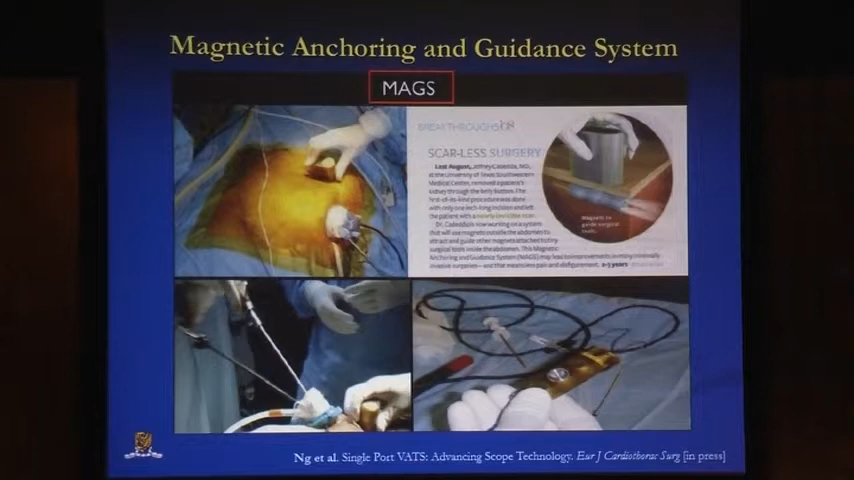 Magnetic Anchoring and Guidance System
MAGS
BREAKTHROUGHS
SCAR-LESS SURGERY
Last August, Jeffrey Cadeddu, MD,
at the University of Texas Southwestern
Medical Center, removed a patient's
kidney through the belly button. The
first-of-its-kind procedure was done
with only one inch-long incision and left
the patient with a nearly invisible scar.
Dr. Cadeddu is now working on a system
that will use magnets outside the abdomen to
attract and guide other magnets attached to tiny
surgical tools inside the abdomen. This Magnetic
Anchoring and Guidance System (MAGS) may lead to improvements in many minimally
invasive surgeries—and that means less pain and disfigurement. 2-5 years
Magnets to
guide surgical
tools.
Ng et al. Single Port VATS: Advancing Scope Technology. Eur J Cardiothorac Surg [in press]